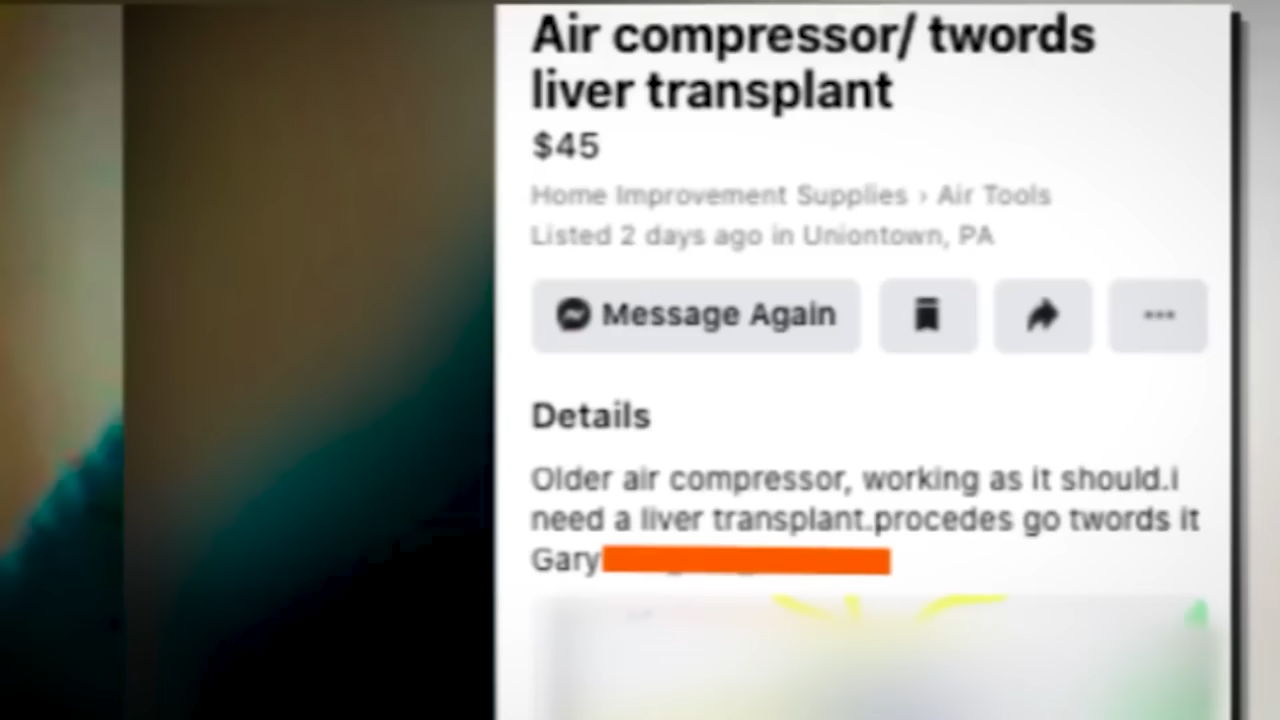 Air compressor/ twords
liver transplant
$45
Home Improvement Supplies › Air Tools
Listed 2 days ago in Uniontown, PA
Message Again
Details
Older air compressor, working as it should.i
need a liver transplant.procedes go twords it
Gary